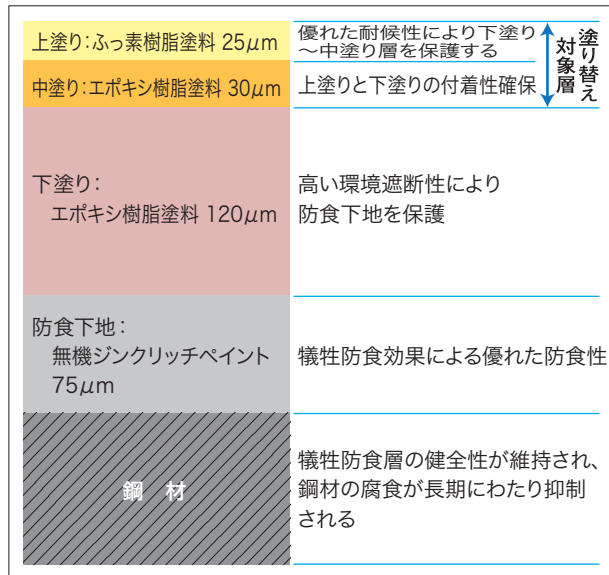 上塗り：ふっ素樹脂塗料 25μm
優れた耐候性により下塗り
～中塗り層を保護する
中塗り：エポキシ樹脂塗料 30μm
上塗りと下塗りの付着性確保
塗り替え
対象層
下塗り：
エポキシ樹脂塗料 120μm
高い環境遮断性により
防食下地を保護
防食下地：
無機ジンクリッチペイント
75μm
犠牲防食効果による優れた防食性
鋼 材
犠牲防食層の健全性が維持され、
鋼材の腐食が長期にわたり抑制
される